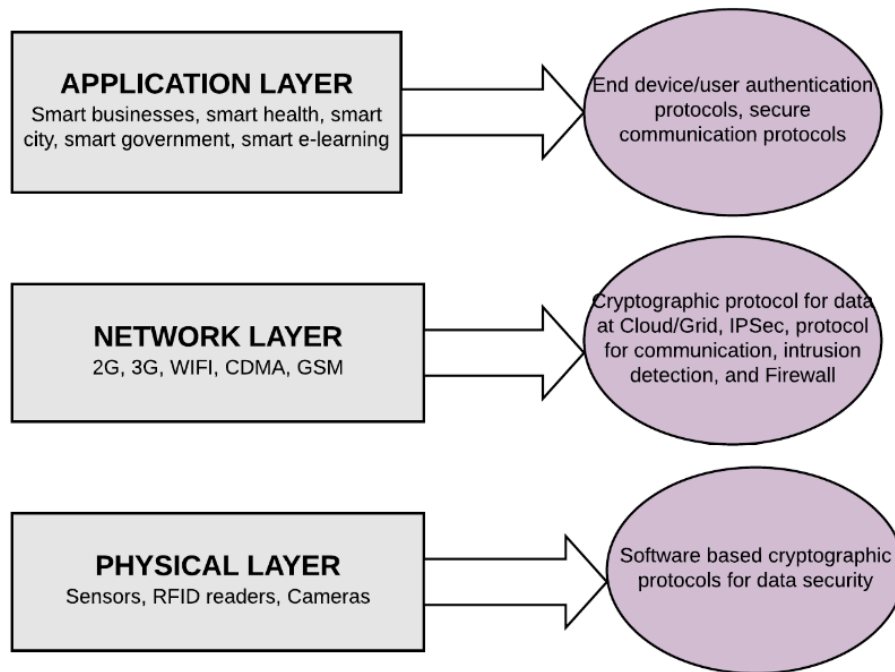 APPLICATION LAYER
Smart businesses, smart health, smart
city, smart government, smart e-learning
End device/user authentication
protocols, secure
communication protocols
NETWORK LAYER
2G, 3G, WIFI, CDMA, GSM
Cryptographic protocol for data
at Cloud/Grid, IPSec, protocol
for communication, intrusion
detection, and Firewall
PHYSICAL LAYER
Sensors, RFID readers, Cameras
Software based cryptographic
protocols for data security